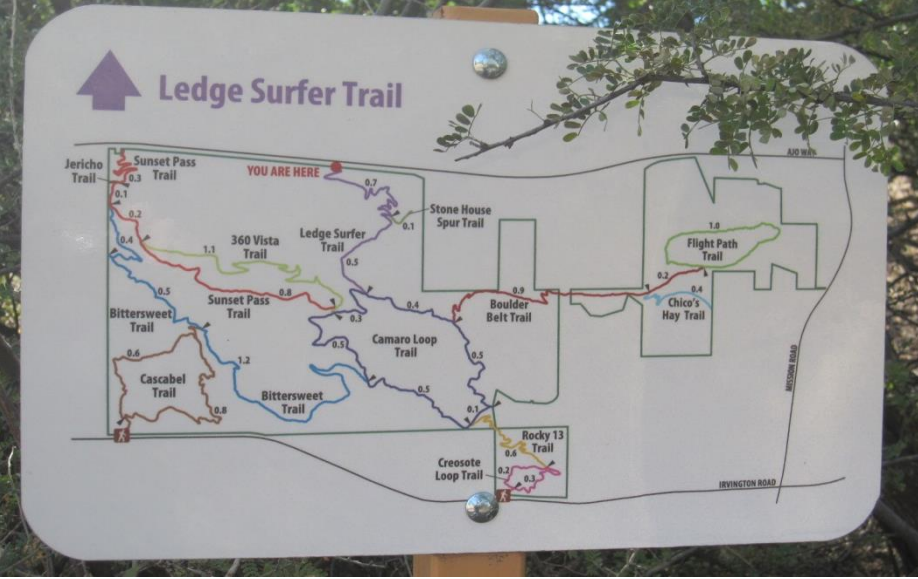 Ledge Surfer Trail
AJO WAY
Jericho
Trail
Sunset Pass
Trail
0.3
0.1
YOU ARE HERE
0.7
Stone House
Spur Trail
0.1
0.2
0.4
1.1
360 Vista
Trail
Ledge Surfer
Trail
0.5
1.0
Flight Path
Trail
0.2
0.4
Chico's
Hay Trail
0.5
Sunset Pass
Trail
0.8
0.3
0.4
0.9
Boulder
Belt Trail
Bittersweet
Trail
0.5
Camaro Loop
Trail
0.5
0.6
1.2
Cascabel
Trail
0.8
Bittersweet
Trail
0.5
0.1
MISSION ROAD
Rocky 13
Trail
0.6
Creosote
Loop Trail
0.2
0.3
IRVINGTON ROAD